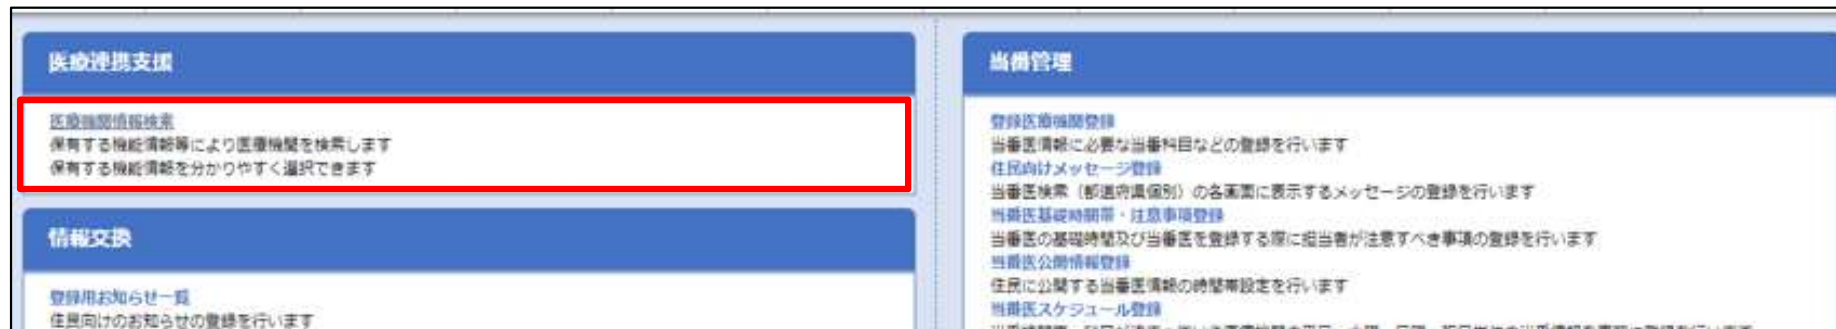 医療連携支援
医療機関情報検索
保有する機能情報等により医療機関を検索します
保有する機能情報を分かりやすく選択できます
情報交換
登録用お知らせ一覧
住民向けのお知らせの登録を行います
当番管理
登録医療機関登録
当番医情報に必要な当番科目などの登録を行います
住民向けメッセージ登録
当番医検索（都道府県個別）の各画面に表示するメッセージの登録を行います
当番医基礎時間帯・注意事項登録
当番医の基礎時間及び当番医を登録する際に担当者が注意すべき事項の登録を行います
当番医公開情報登録
住民に公開する当番医情報の時間帯設定を行います
当番医スケジュール登録